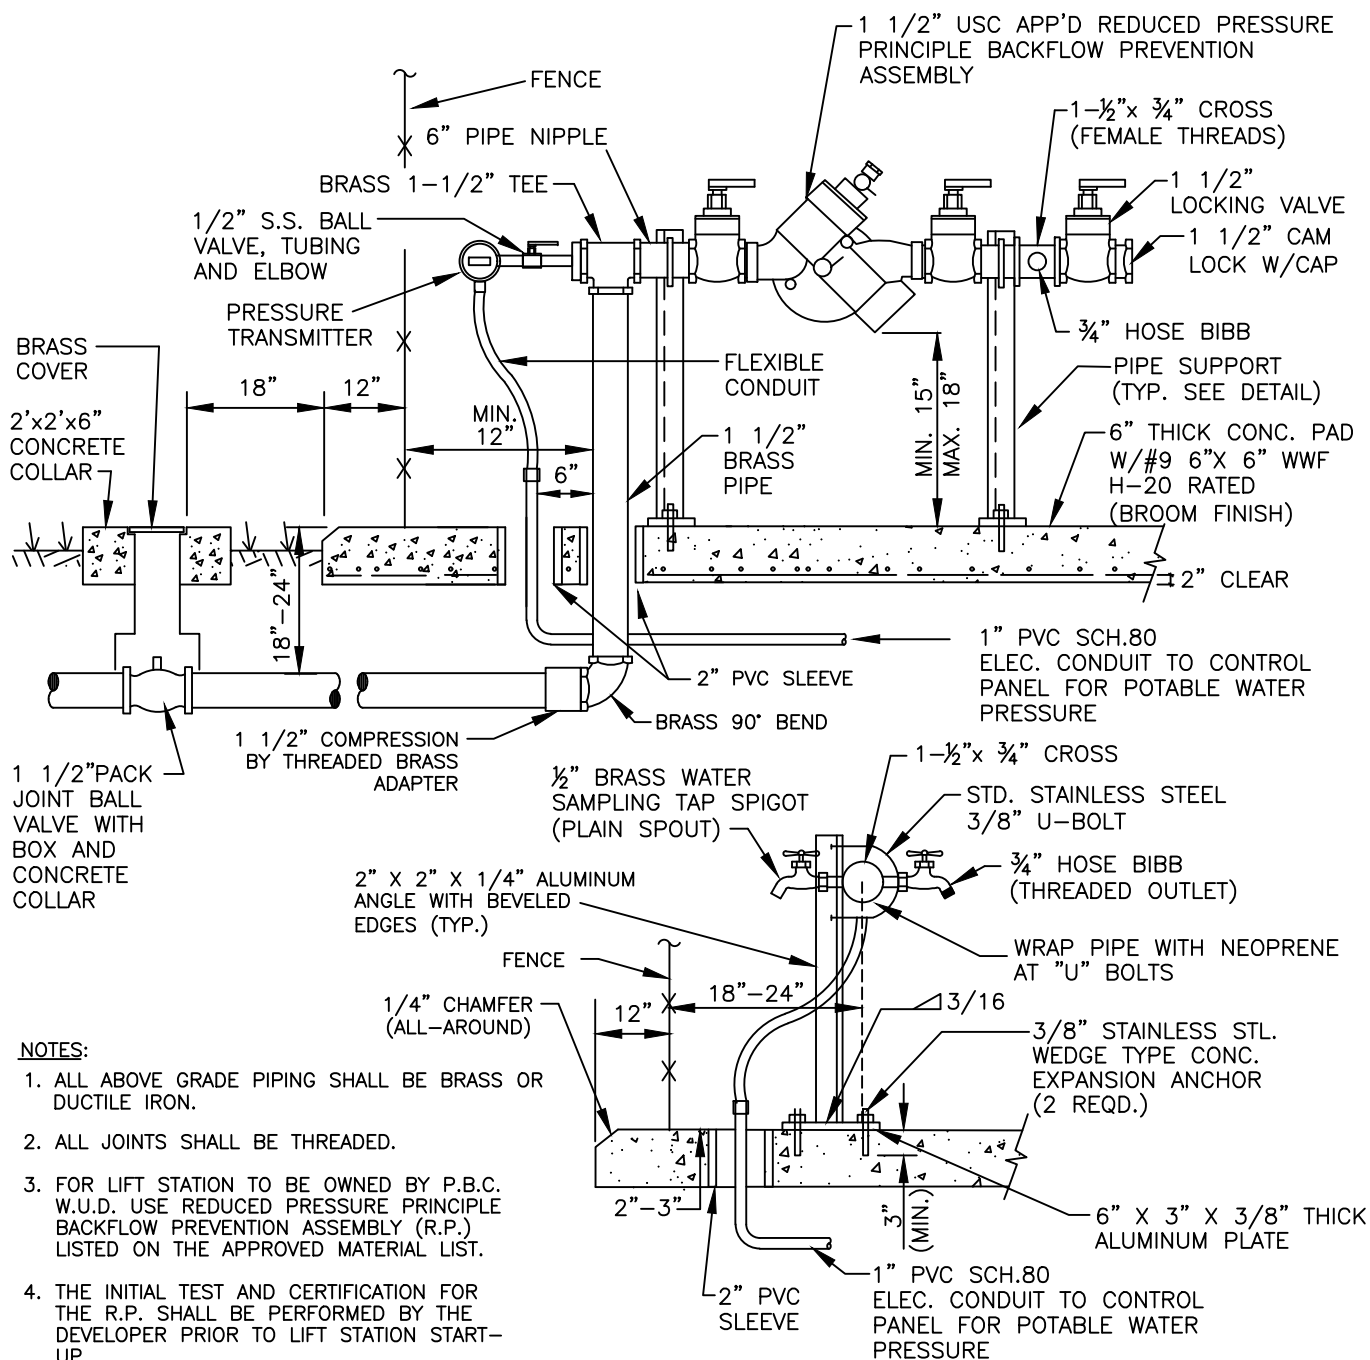 1 1/2" USC APP'D REDUCED PRESSURE
PRINCIPLE BACKFLOW PREVENTION
ASSEMBLY
FENCE
1-½"x ¾" CROSS
(FEMALE THREADS)
6" PIPE NIPPLE
BRASS 1-1/2" TEE
1 1/2"
LOCKING VALVE
1/2" S.S. BALL
VALVE, TUBING
AND ELBOW
1 1/2" CAM
LOCK W/CAP
PRESSURE
TRANSMITTER
¾" HOSE BIBB
BRASS
COVER
FLEXIBLE
CONDUIT
PIPE SUPPORT
(TYP. SEE DETAIL)
18"
12"
MIN.
12"
MIN. 15"
MAX. 18"
2'x2'x6"
CONCRETE
COLLAR
1 1/2"
BRASS
PIPE
6" THICK CONC. PAD
W/#9 6"X 6" WWF
H-20 RATED
(BROOM FINISH)
6"
18"-24"
2" CLEAR
1" PVC SCH.80
ELEC. CONDUIT TO CONTROL
PANEL FOR POTABLE WATER
PRESSURE
2" PVC SLEEVE
BRASS 90° BEND
1 1/2" COMPRESSION
BY THREADED BRASS
ADAPTER
1 1/2"PACK
JOINT BALL
VALVE WITH
BOX AND
CONCRETE
COLLAR
1-½"x ¾" CROSS
½" BRASS WATER
SAMPLING TAP SPIGOT
(PLAIN SPOUT)
STD. STAINLESS STEEL
3/8" U-BOLT
¾" HOSE BIBB
(THREADED OUTLET)
2" X 2" X 1/4" ALUMINUM
ANGLE WITH BEVELED
EDGES (TYP.)
WRAP PIPE WITH NEOPRENE
AT "U" BOLTS
FENCE
18"-24"
1/4" CHAMFER
(ALL-AROUND)
12"
3/16
3/8" STAINLESS STL.
WEDGE TYPE CONC.
EXPANSION ANCHOR
(2 REQD.)
2"-3"
3"
(MIN.)
6" X 3" X 3/8" THICK
ALUMINUM PLATE
2" PVC
SLEEVE
1" PVC SCH.80
ELEC. CONDUIT TO CONTROL
PANEL FOR POTABLE WATER
PRESSURE
NOTES:
1. ALL ABOVE GRADE PIPING SHALL BE BRASS OR
DUCTILE IRON.
2. ALL JOINTS SHALL BE THREADED.
3. FOR LIFT STATION TO BE OWNED BY P.B.C.
W.U.D. USE REDUCED PRESSURE PRINCIPLE
BACKFLOW PREVENTION ASSEMBLY (R.P.)
LISTED ON THE APPROVED MATERIAL LIST.
4. THE INITIAL TEST AND CERTIFICATION FOR
THE R.P. SHALL BE PERFORMED BY THE
DEVELOPER PRIOR TO LIFT STATION START-
UP